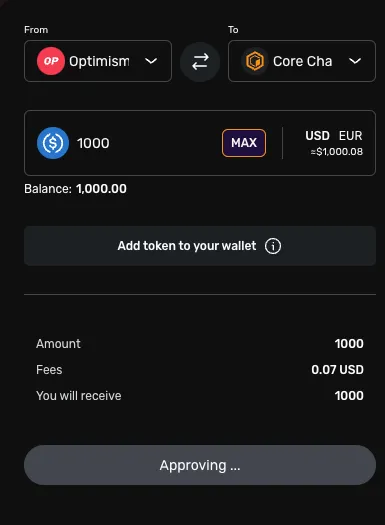 From To
OP Optimism Core Cha
1000 MAX USD EUR
≈$1,000.08
Balance: 1,000.00
Add token to your wallet
Amount 1000
Fees 0.07 USD
You will receive 1000
Approving ...